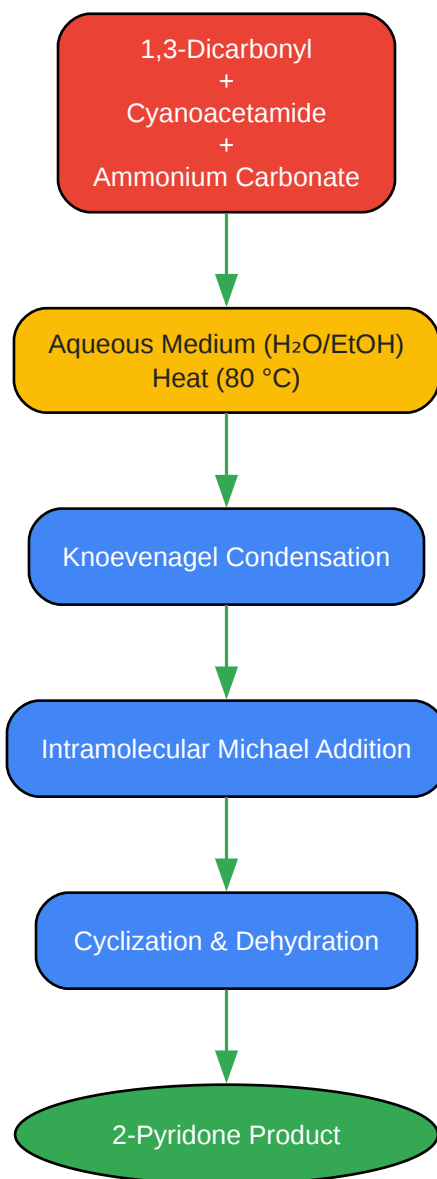 1,3-Dicarbonyl
+
Cyanoacetamide
+
Ammonium Carbonate
Aqueous Medium (H₂O/EtOH)
Heat (80 °C)
Knoevenagel Condensation
Intramolecular Michael Addition
Cyclization & Dehydration
2-Pyridone Product